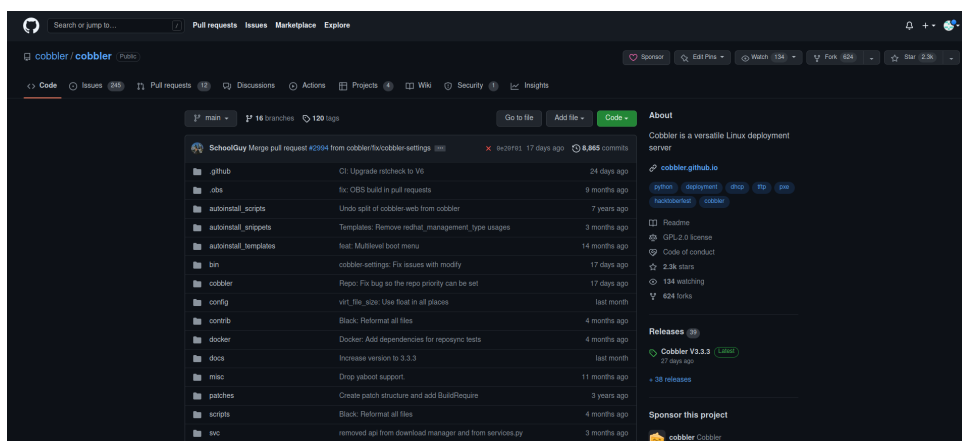 Search or jump to... / Pull requests Issues Marketplace Explore
cobbler / cobbler Public Sponsor Edit Pins Watch 134 Fork 624 Star 2.3k
<> Code Issues 245 Pull requests 12 Discussions Actions Projects 4 Wiki Security 1 Insights
main 16 branches 120 tags Go to file Add file Code
SchoolGuy Merge pull request #2994 from cobbler/fix/cobbler-settings 17 days ago 8,865 commits
.github CI: Upgrade rstcheck to V6 24 days ago
.obs fix: OBS build in pull requests 9 months ago
autoinstall_scripts Undo split of cobbler-web from cobbler 7 years ago
autoinstall_snippets Templates: Remove redhat_management_type usages 3 months ago
autoinstall_templates feat: Multilevel boot menu 14 months ago
bin cobbler-settings: Fix issues with modify 17 days ago
cobbler Repo: Fix bug so the repo priority can be set 17 days ago
config virt_file_size: Use float in all places last month
contrib Black: Reformat all files 4 months ago
docker Docker: Add dependencies for reposync tests 4 months ago
docs Increase version to 3.3.3 last month
misc Drop yaboot support. 11 months ago
patches Create patch structure and add BuildRequire 3 years ago
scripts Black: Reformat all files 4 months ago
svc removed api from download manager and from services.py 3 months ago
About
Cobbler is a versatile Linux deployment
server
cobbler.github.io
python deployment dhcp tftp pxe
hacktoberfest cobbler
Readme
GPL-2.0 license
Code of conduct
2.3k stars
134 watching
624 forks
Releases 39
Cobbler V3.3.3 Latest
27 days ago
+ 38 releases
Sponsor this project
cobbler Cobbler